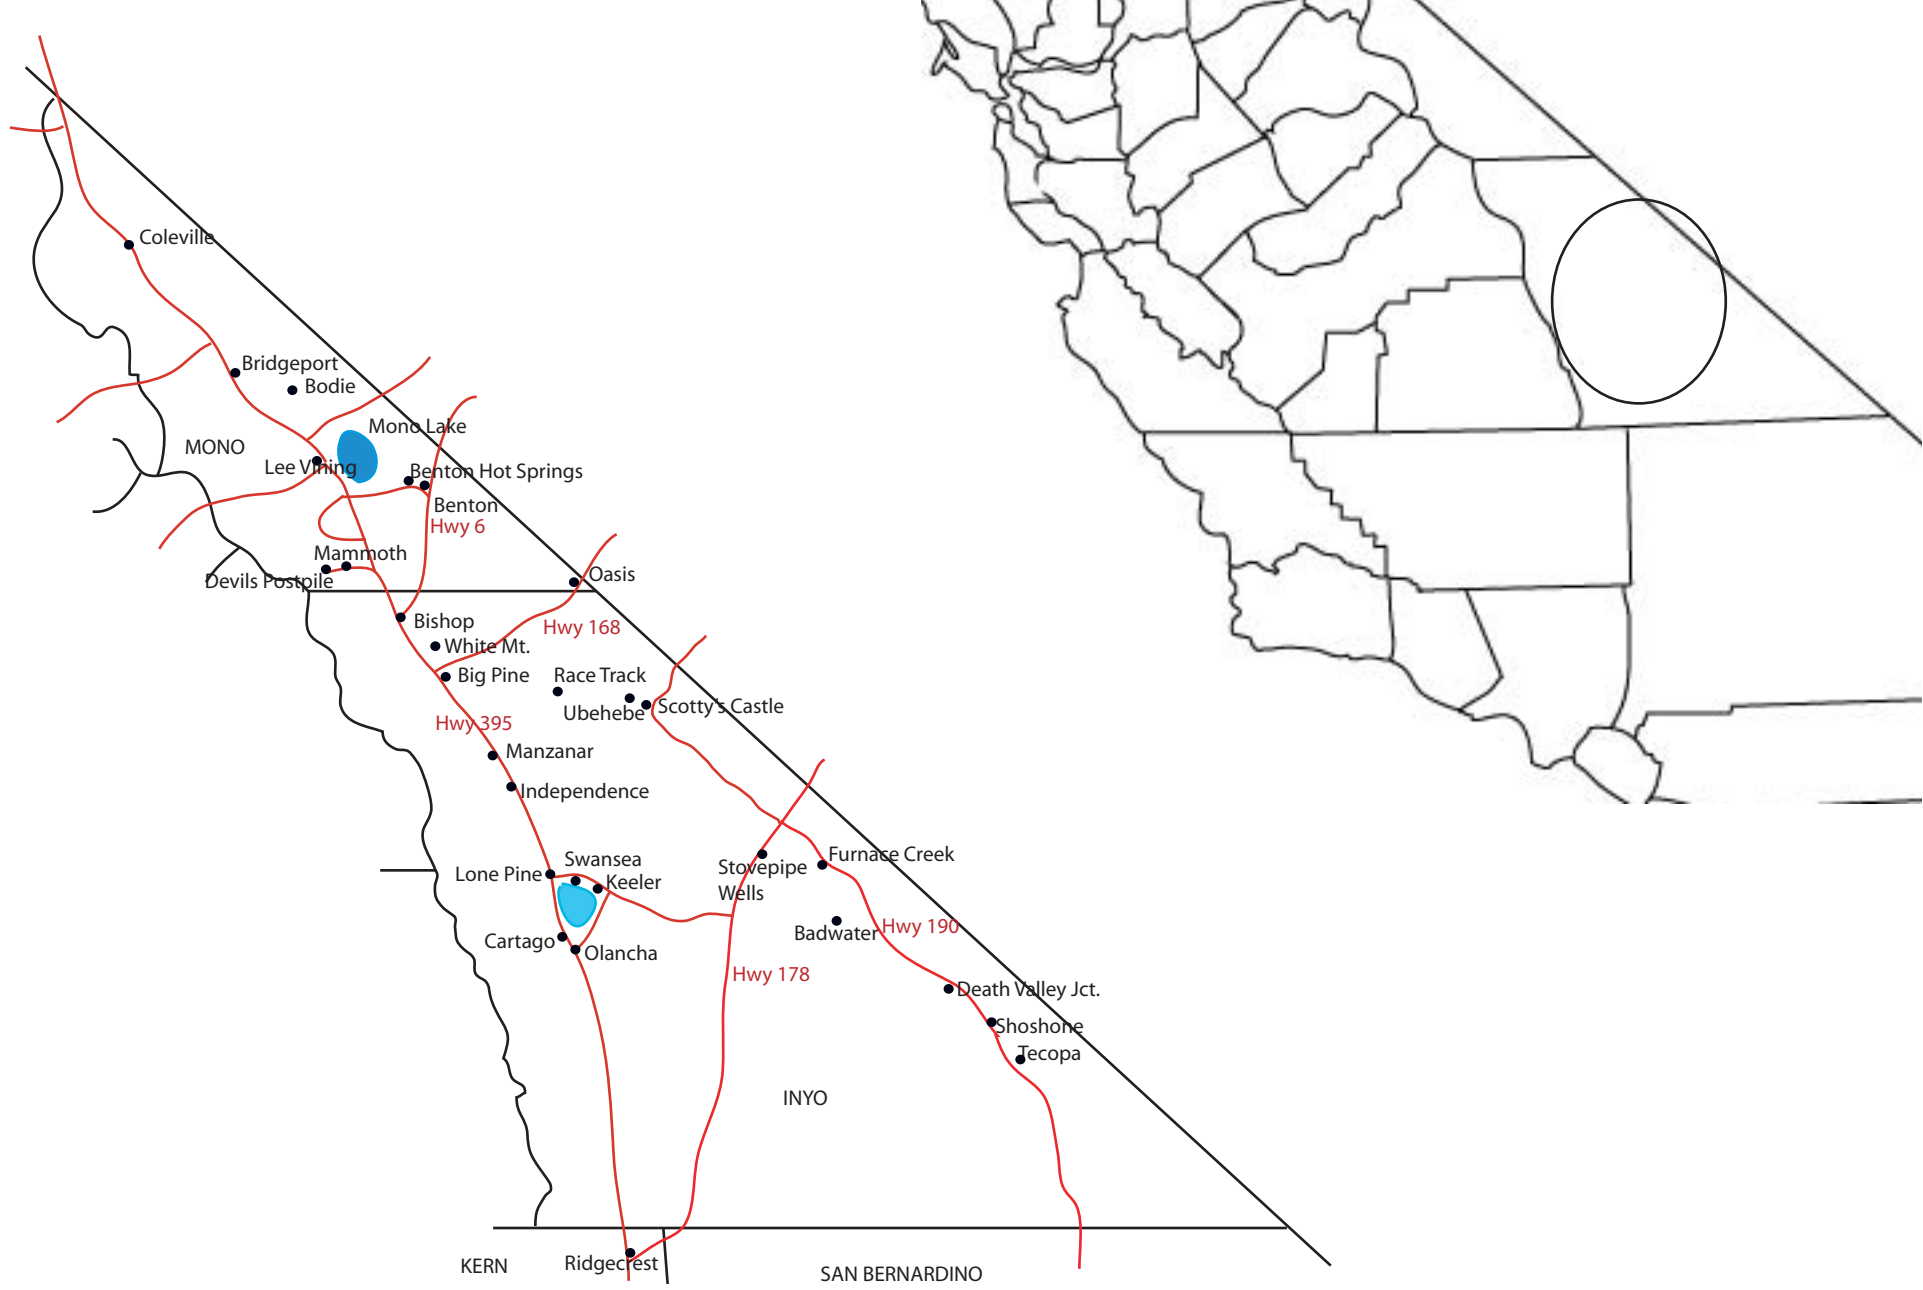 Coleville
Bridgeport
Bodie
Mono Lake
MONO
Lee Vining
Benton Hot Springs
Benton
Hwy 6
Mammoth
Devils Postpile
Oasis
Bishop
Hwy 168
White Mt.
Big Pine
Race Track
Ubehebe
Scotty's Castle
Hwy 395
Manzanar
Independence
Swansea
Lone Pine
Keeler
Stovepipe
Wells
Furnace Creek
Badwater
Hwy 190
Cartago
Olancha
Hwy 178
Death Valley Jct.
Shoshone
Tecopa
INYO
KERN
Ridgecrest
SAN BERNARDINO